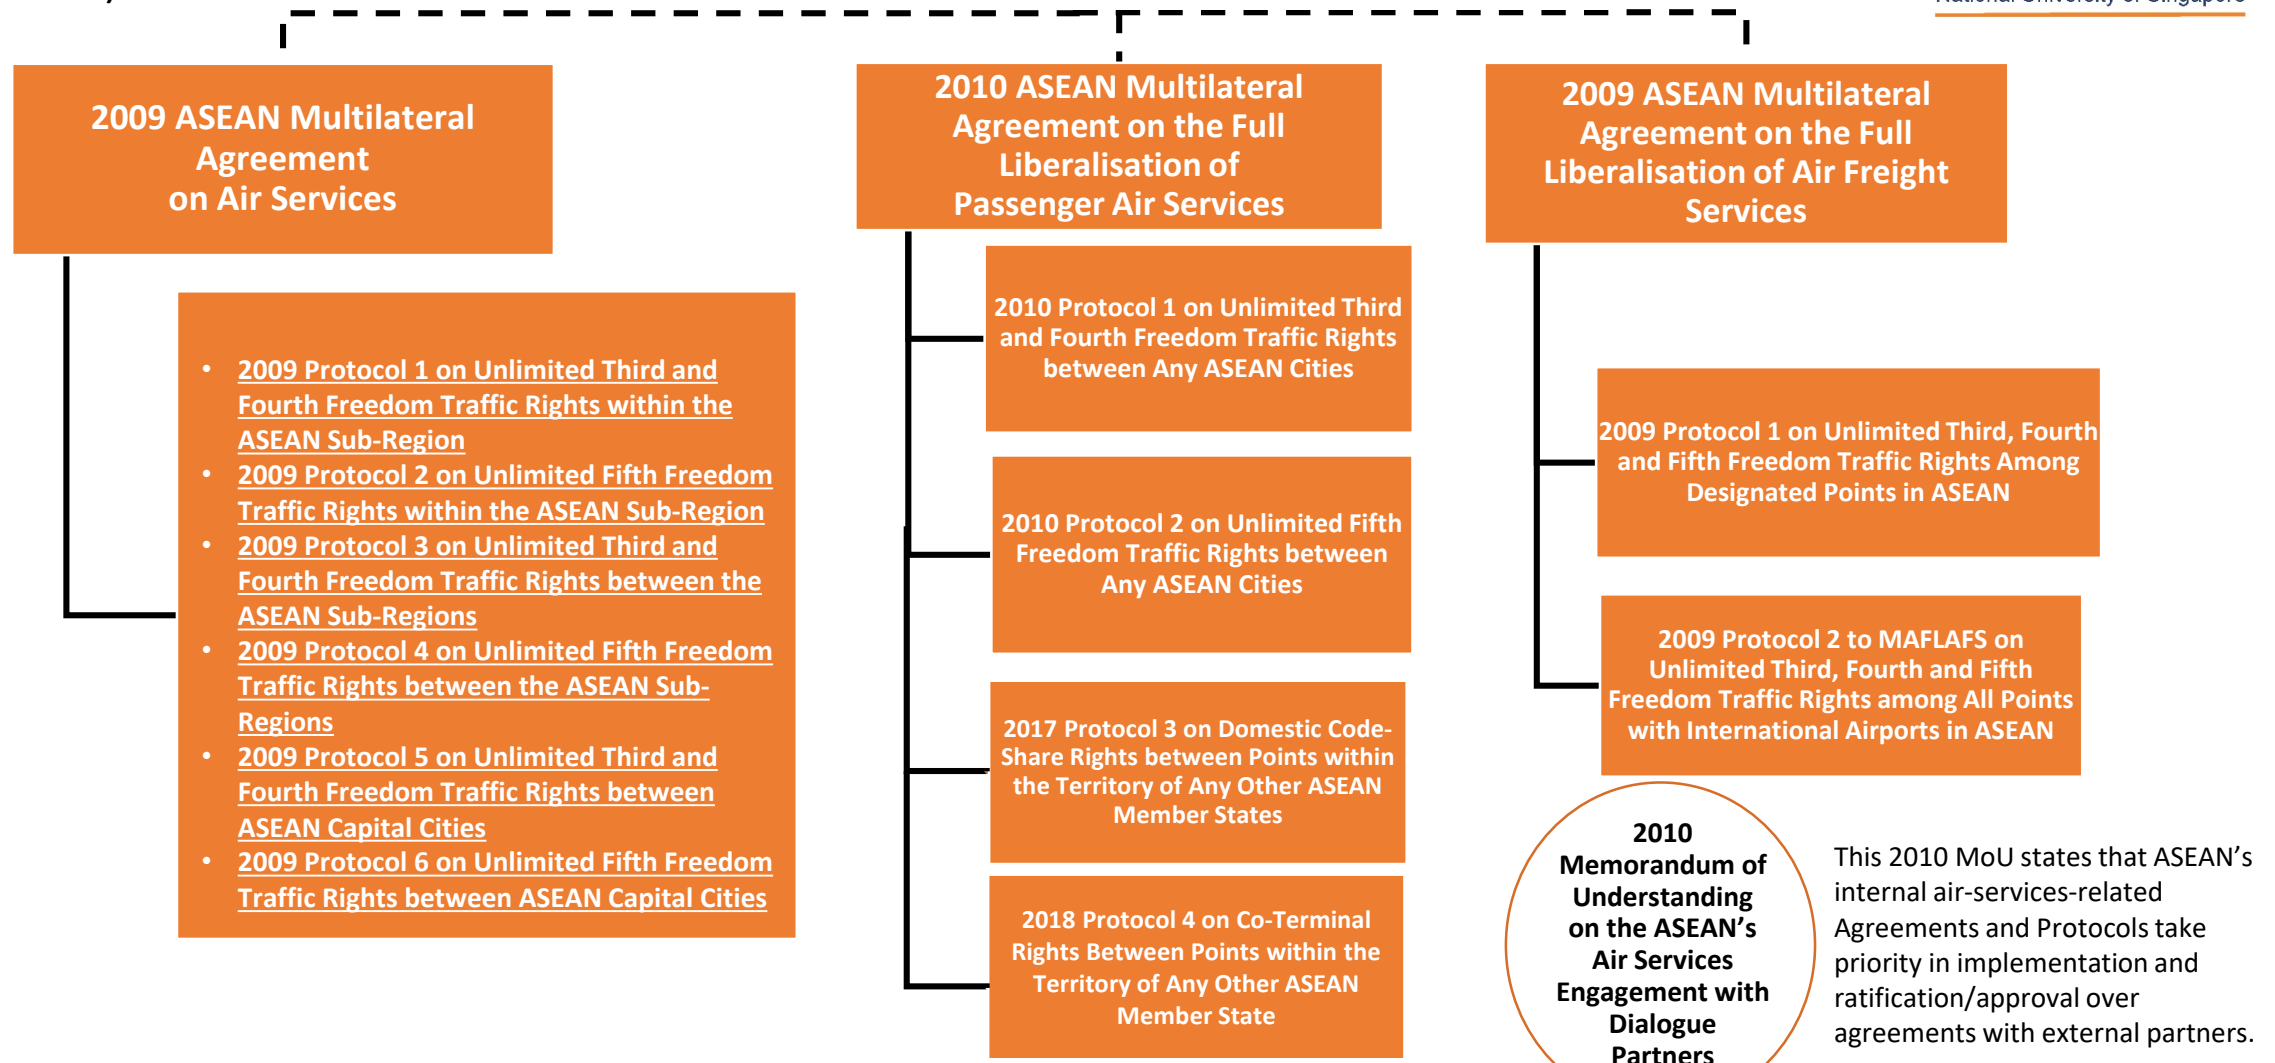 National University of Singapore
2009 ASEAN Multilateral
Agreement
on Air Services
• 2009 Protocol 1 on Unlimited Third and
Fourth Freedom Traffic Rights within the
ASEAN Sub-Region
• 2009 Protocol 2 on Unlimited Fifth Freedom
Traffic Rights within the ASEAN Sub-Region
• 2009 Protocol 3 on Unlimited Third and
Fourth Freedom Traffic Rights between the
ASEAN Sub-Regions
• 2009 Protocol 4 on Unlimited Fifth Freedom
Traffic Rights between the ASEAN Sub-
Regions
• 2009 Protocol 5 on Unlimited Third and
Fourth Freedom Traffic Rights between
ASEAN Capital Cities
• 2009 Protocol 6 on Unlimited Fifth Freedom
Traffic Rights between ASEAN Capital Cities
2010 ASEAN Multilateral
Agreement on the Full
Liberalisation of
Passenger Air Services
2010 Protocol 1 on Unlimited Third
and Fourth Freedom Traffic Rights
between Any ASEAN Cities
2010 Protocol 2 on Unlimited Fifth
Freedom Traffic Rights between
Any ASEAN Cities
2017 Protocol 3 on Domestic Code-
Share Rights between Points within
the Territory of Any Other ASEAN
Member States
2018 Protocol 4 on Co-Terminal
Rights Between Points within the
Territory of Any Other ASEAN
Member State
2009 ASEAN Multilateral
Agreement on the Full
Liberalisation of Air Freight
Services
2009 Protocol 1 on Unlimited Third, Fourth
and Fifth Freedom Traffic Rights Among
Designated Points in ASEAN
2009 Protocol 2 to MAFLAFS on
Unlimited Third, Fourth and Fifth
Freedom Traffic Rights among All Points
with International Airports in ASEAN
2010
Memorandum of
Understanding
on the ASEAN’s
Air Services
Engagement with
Dialogue
Partners
This 2010 MoU states that ASEAN’s
internal air-services-related
Agreements and Protocols take
priority in implementation and
ratification/approval over
agreements with external partners.